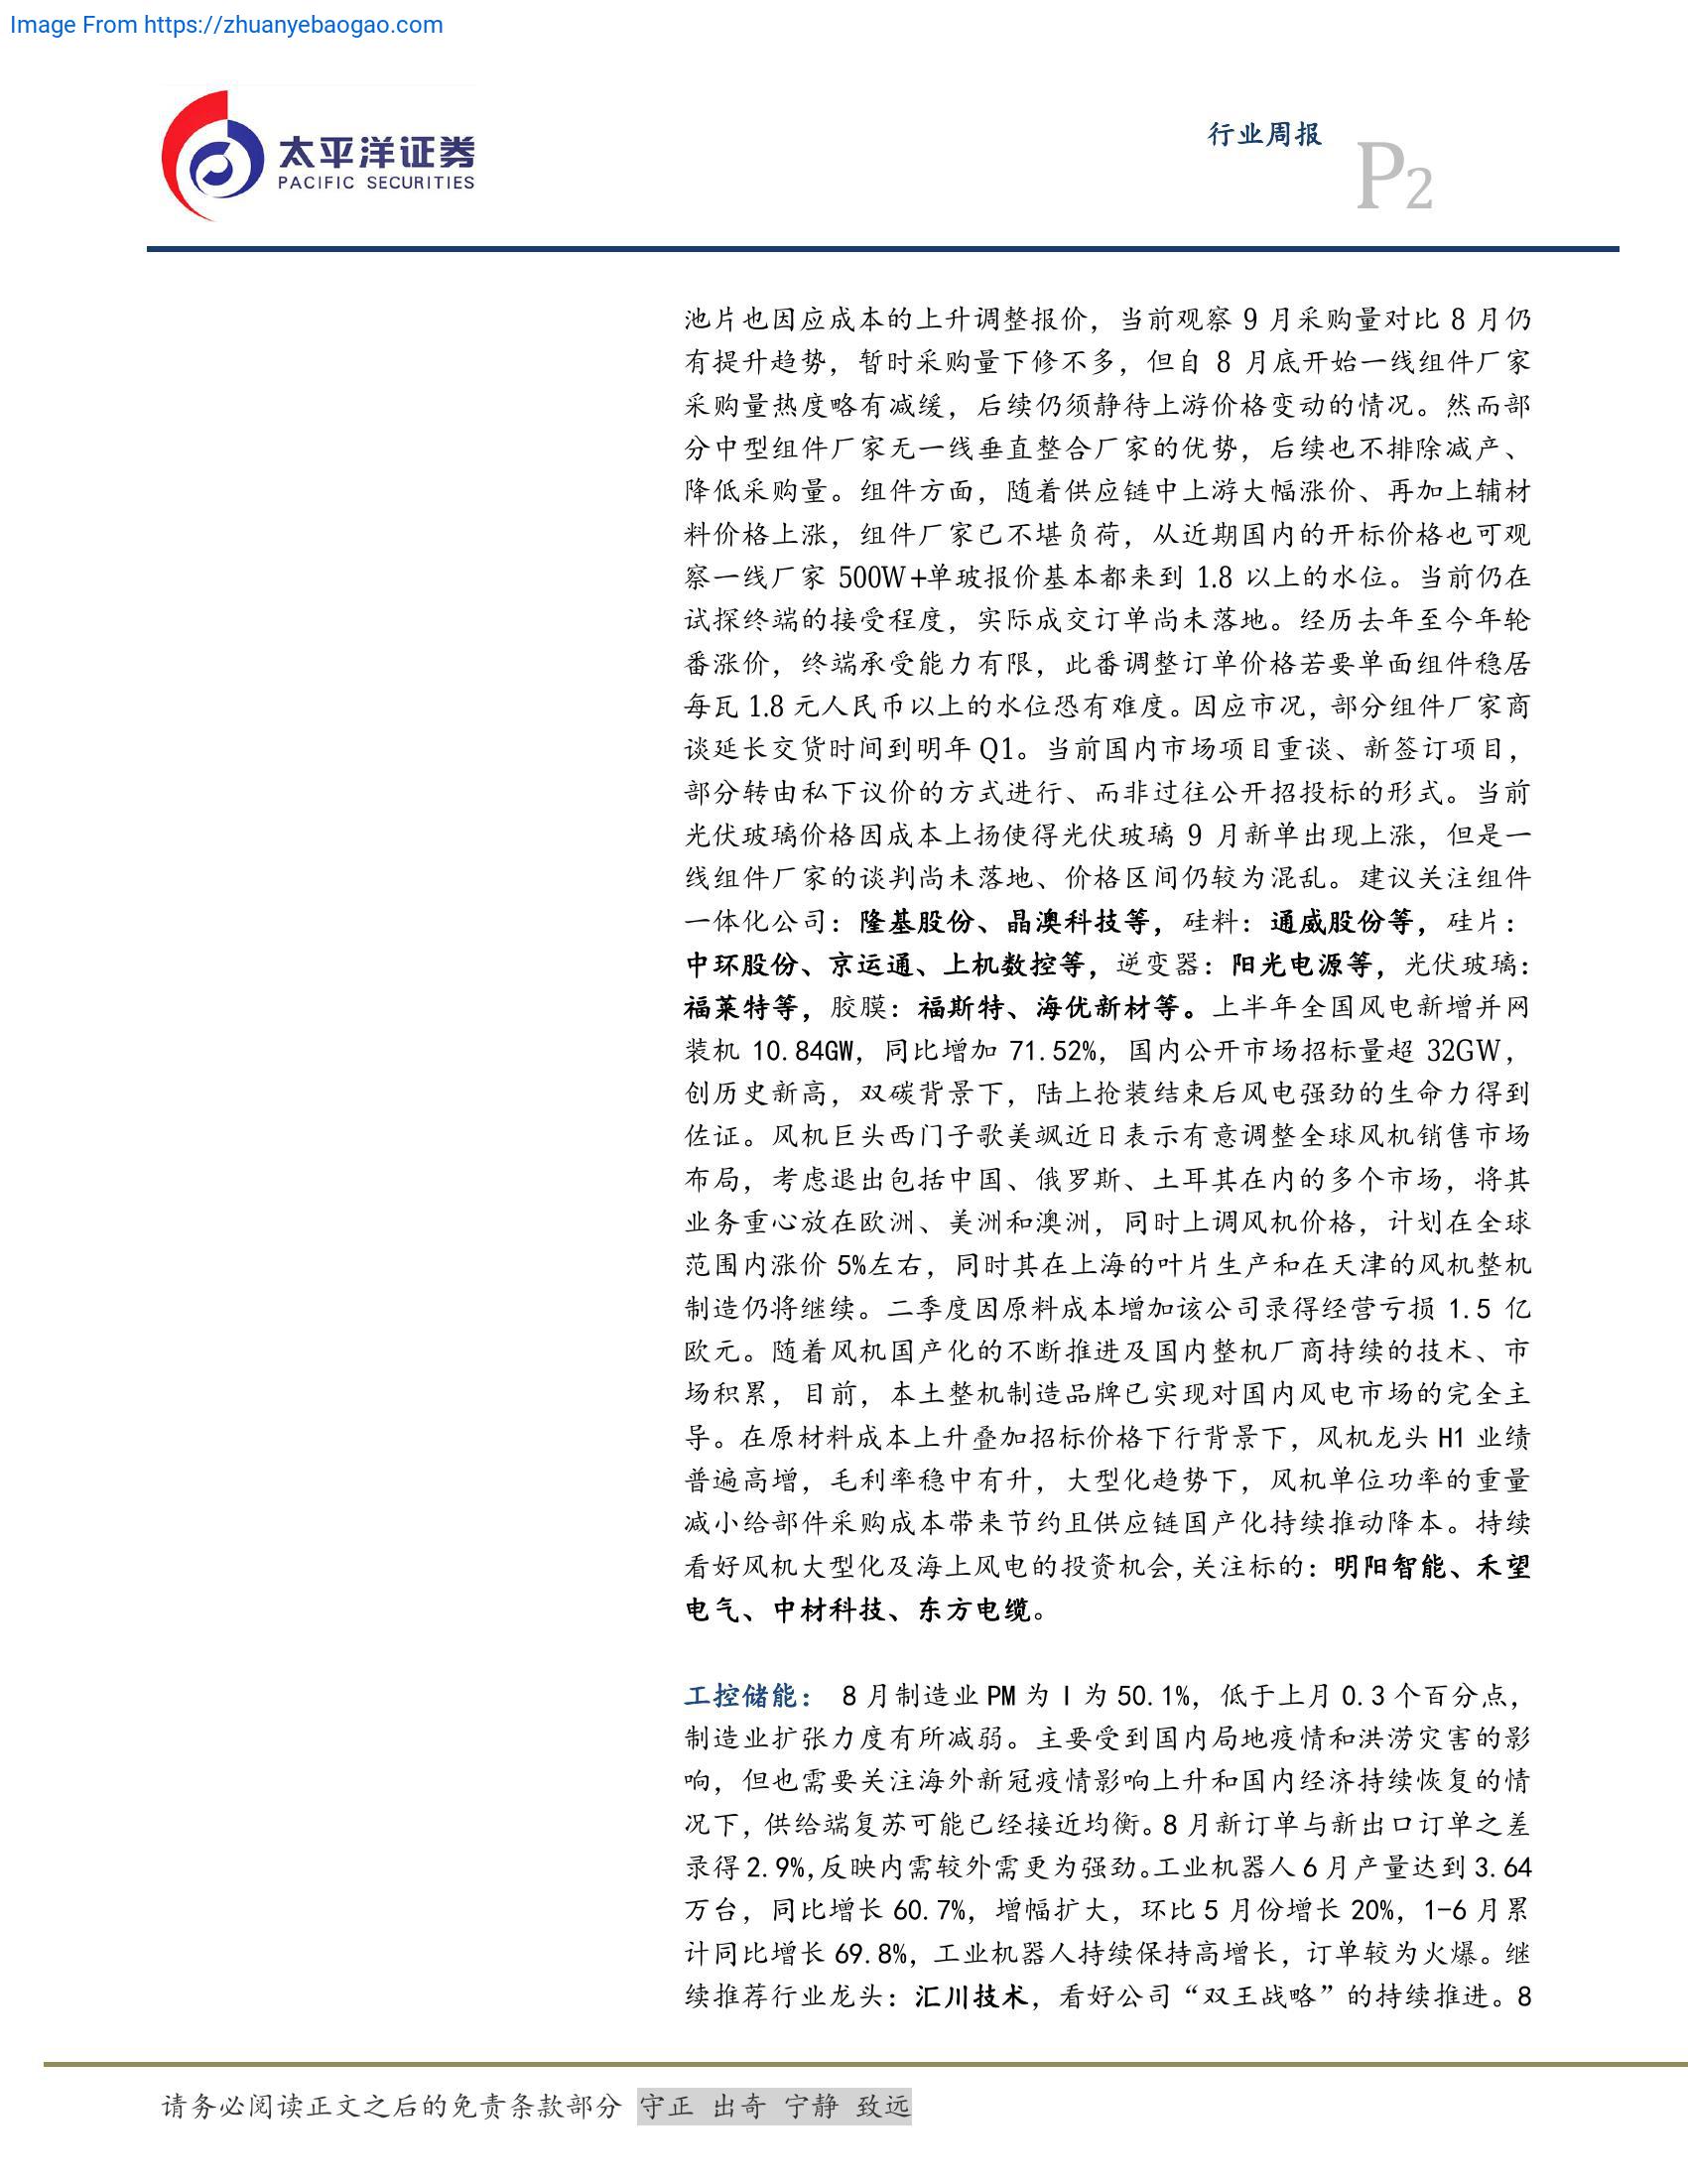 Image From https://zhuanyebaogao.com
太平洋证券
PACIFIC SECURITIES
行业周报
P2
池片也因应成本的上升调整报价，当前观察 9 月采购量对比 8 月仍
有提升趋势，暂时采购量下修不多，但自 8 月底开始一线组件厂家
采购量热度略有减缓，后续仍须静待上游价格变动的情况。然而部
分中型组件厂家无一线垂直整合厂家的优势，后续也不排除减产、
降低采购量。组件方面，随着供应链中上游大幅涨价、再加上辅材
料价格上涨，组件厂家已不堪负荷，从近期国内的开标价格也可观
察一线厂家 500W+单玻报价基本都来到 1.8 以上的水位。当前仍在
试探终端的接受程度，实际成交订单尚未落地。经历去年至今年轮
番涨价，终端承受能力有限，此番调整订单价格若要单面组件稳居
每瓦 1.8 元人民币以上的水位恐有难度。因应市况，部分组件厂家商
谈延长交货时间到明年 Q1。当前国内市场项目重谈、新签订项目，
部分转由私下议价的方式进行、而非过往公开招投标的形式。当前
光伏玻璃价格因成本上扬使得光伏玻璃 9 月新单出现上涨，但是一
线组件厂家的谈判尚未落地、价格区间仍较为混乱。建议关注组件
一体化公司：隆基股份、晶澳科技等，硅料：通威股份等，硅片：
中环股份、京运通、上机数控等，逆变器：阳光电源等，光伏玻璃：
福莱特等，胶膜：福斯特、海优新材等。上半年全国风电新增并网
装机 10.84GW，同比增加 71.52%，国内公开市场招标量超 32GW，
创历史新高，双碳背景下，陆上抢装结束后风电强劲的生命力得到
佐证。风机巨头西门子歌美飒近日表示有意调整全球风机销售市场
布局，考虑退出包括中国、俄罗斯、土耳其在内的多个市场，将其
业务重心放在欧洲、美洲和澳洲，同时上调风机价格，计划在全球
范围内涨价 5%左右，同时其在上海的叶片生产和在天津的风机整机
制造仍将继续。二季度因原料成本增加该公司录得经营亏损 1.5 亿
欧元。随着风机国产化的不断推进及国内整机厂商持续的技术、市
场积累，目前，本土整机制造品牌已实现对国内风电市场的完全主
导。在原材料成本上升叠加招标价格下行背景下，风机龙头 H1 业绩
普遍高增，毛利率稳中有升，大型化趋势下，风机单位功率的重量
减小给部件采购成本带来节约且供应链国产化持续推动降本。持续
看好风机大型化及海上风电的投资机会,关注标的：明阳智能、禾望
电气、中材科技、东方电缆。
工控储能： 8 月制造业 PM 为 I 为 50.1%，低于上月 0.3 个百分点，
制造业扩张力度有所减弱。主要受到国内局地疫情和洪涝灾害的影
响，但也需要关注海外新冠疫情影响上升和国内经济持续恢复的情
况下，供给端复苏可能已经接近均衡。8 月新订单与新出口订单之差
录得 2.9%,反映内需较外需更为强劲。工业机器人 6 月产量达到 3.64
万台，同比增长 60.7%，增幅扩大，环比 5 月份增长 20%，1-6 月累
计同比增长 69.8%，工业机器人持续保持高增长，订单较为火爆。继
续推荐行业龙头：汇川技术，看好公司“双王战略”的持续推进。8
请务必阅读正文之后的免责条款部分 守正 出奇 宁静 致远